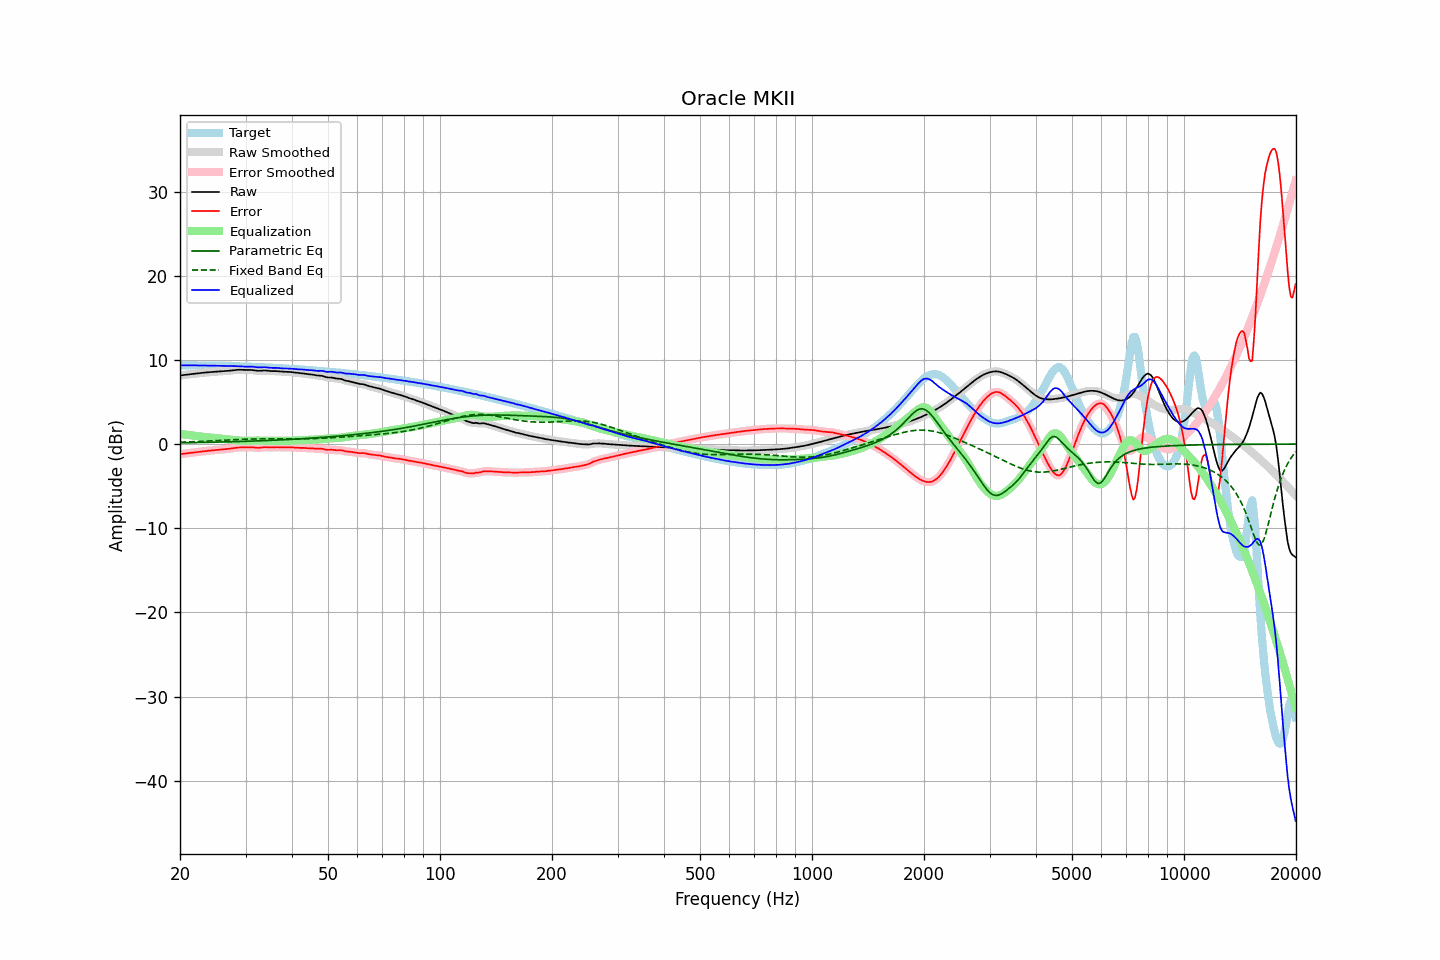 Oracle MKII
Target
Raw Smoothed
Error Smoothed
Raw
Error
Equalization
Parametric Eq
Fixed Band Eq
Equalized
Amplitude (dBr)
30
20
10
0
−10
−20
−30
−40
20 50 100 200 500 1000 2000 5000 10000 20000
Frequency (Hz)